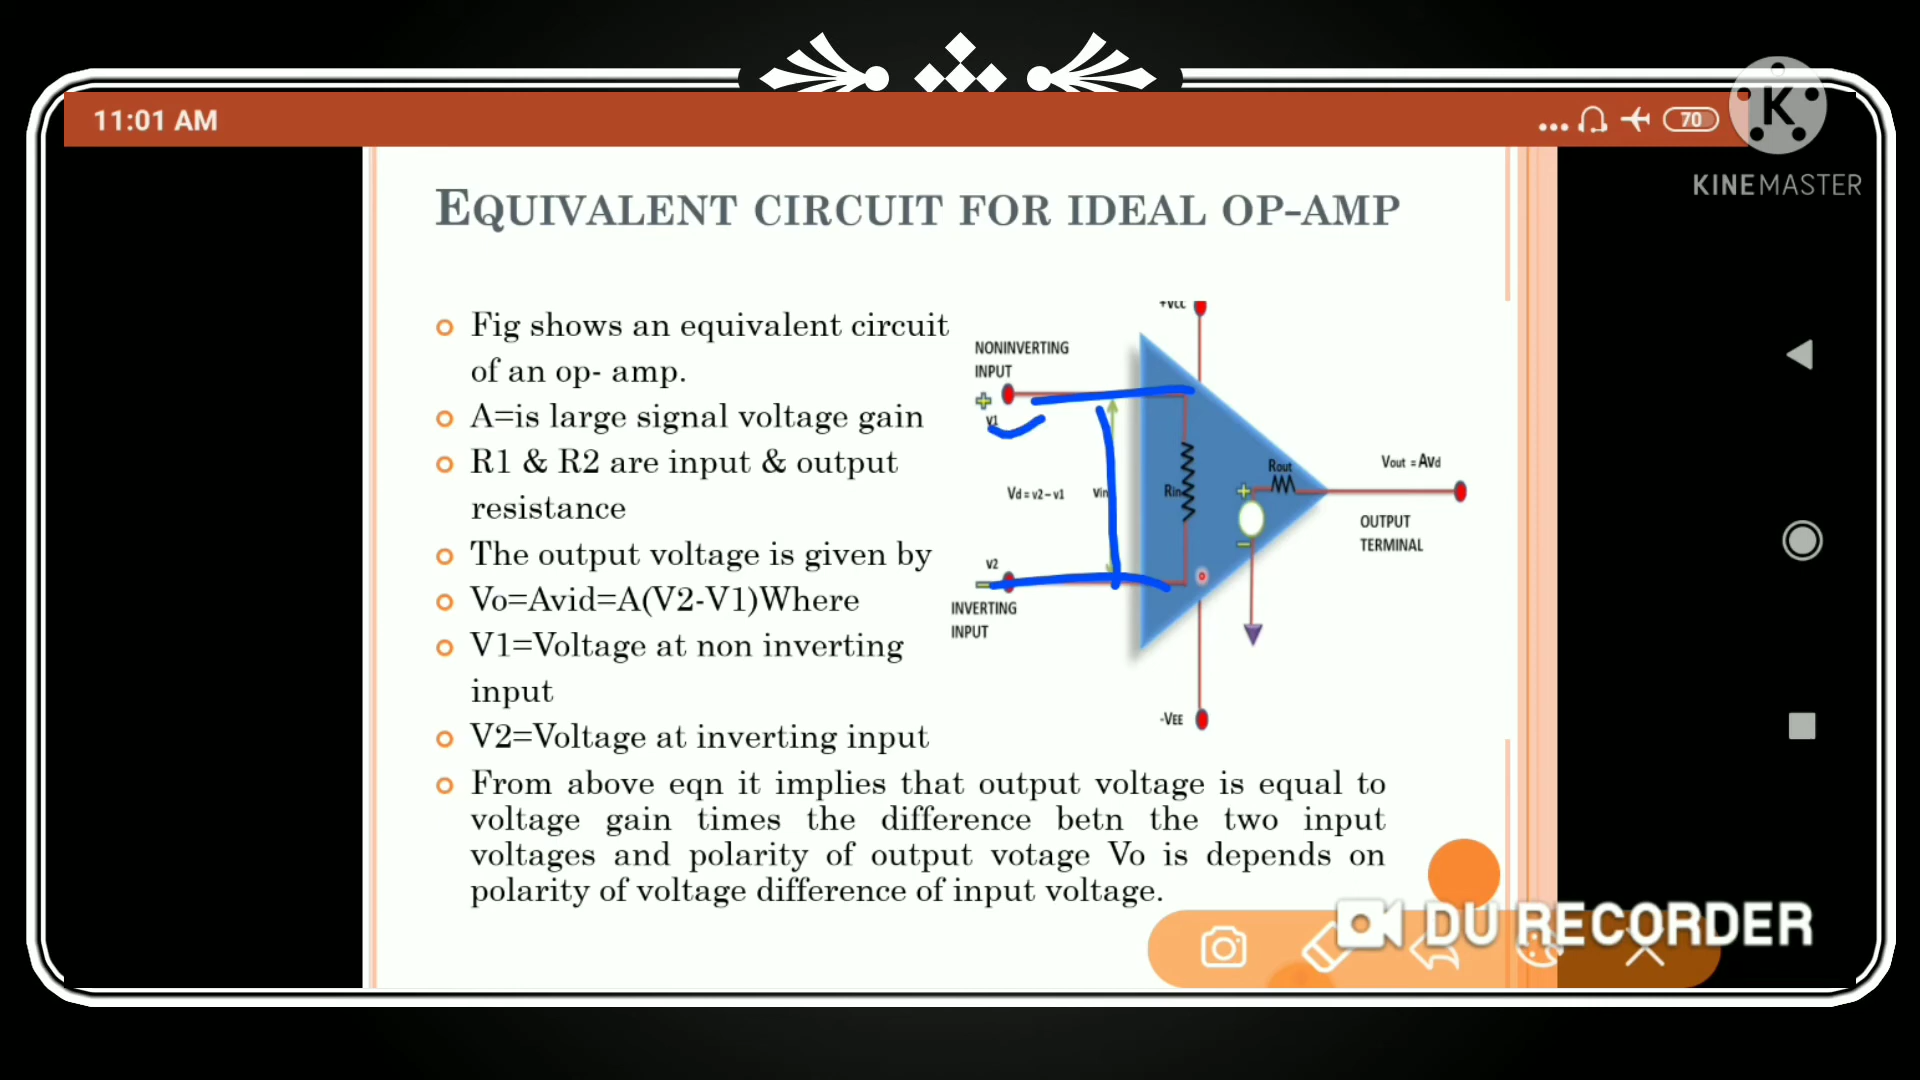 11:01 AM
70
K
KINEMASTER
EQUIVALENT CIRCUIT FOR IDEAL OP-AMP
Fig shows an equivalent circuit
of an op- amp.
A=is large signal voltage gain
R1 & R2 are input & output
resistance
The output voltage is given by
Vo=Avid=A(V2-V1)Where
V1=Voltage at non inverting
input
V2=Voltage at inverting input
From above eqn it implies that output voltage is equal to
voltage gain times the difference betn the two input
voltages and polarity of output votage Vo is depends on
polarity of voltage difference of input voltage.
+VCC
NONINVERTING
INPUT
+
v1
Vd = v2 – v1
Vin
Rin
Rout
+
−
Vout = AVd
OUTPUT
TERMINAL
v2
−
INVERTING
INPUT
-VEE
DU RECORDER